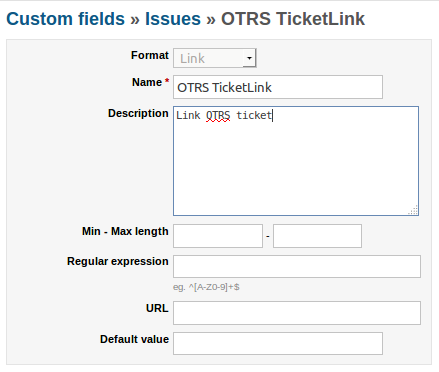 Custom fields » Issues » OTRS TicketLink
Format Link
Name * OTRS TicketLink
Description Link OTRS ticket
Min - Max length -
Regular expression
eg. ^[A-Z0-9]+$
URL
Default value